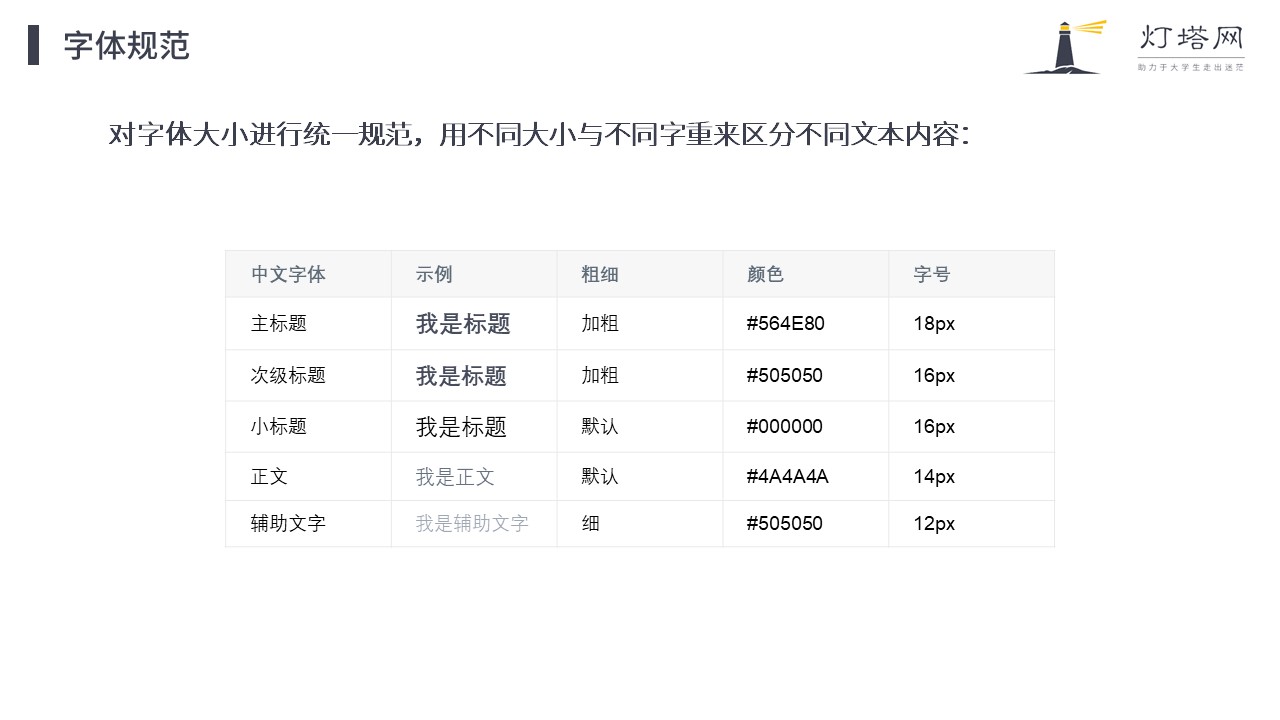 字体规范
灯塔网
助力于大学生走出迷茫
对字体大小进行统一规范，用不同大小与不同字重来区分不同文本内容：
中文字体 示例 粗细 颜色 字号
主标题 我是标题 加粗 #564E80 18px
次级标题 我是标题 加粗 #505050 16px
小标题 我是标题 默认 #000000 16px
正文 我是正文 默认 #4A4A4A 14px
辅助文字 我是辅助文字 细 #505050 12px